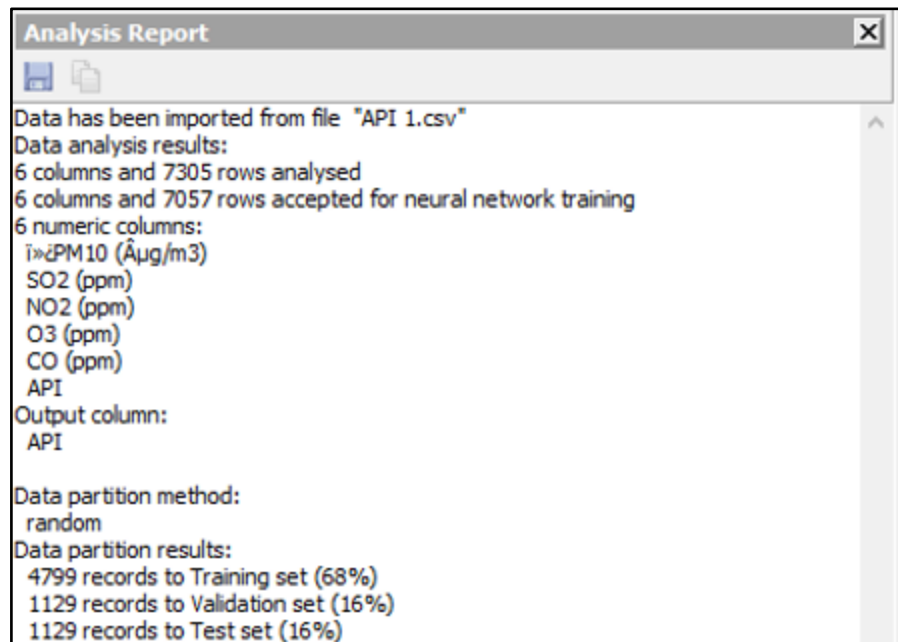 Analysis Report
Data has been imported from file "API 1.csv"
Data analysis results:
6 columns and 7305 rows analysed
6 columns and 7057 rows accepted for neural network training
6 numeric columns:
ï»¿PM10 (Âµg/m3)
SO2 (ppm)
NO2 (ppm)
O3 (ppm)
CO (ppm)
API
Output column:
API
Data partition method:
random
Data partition results:
4799 records to Training set (68%)
1129 records to Validation set (16%)
1129 records to Test set (16%)